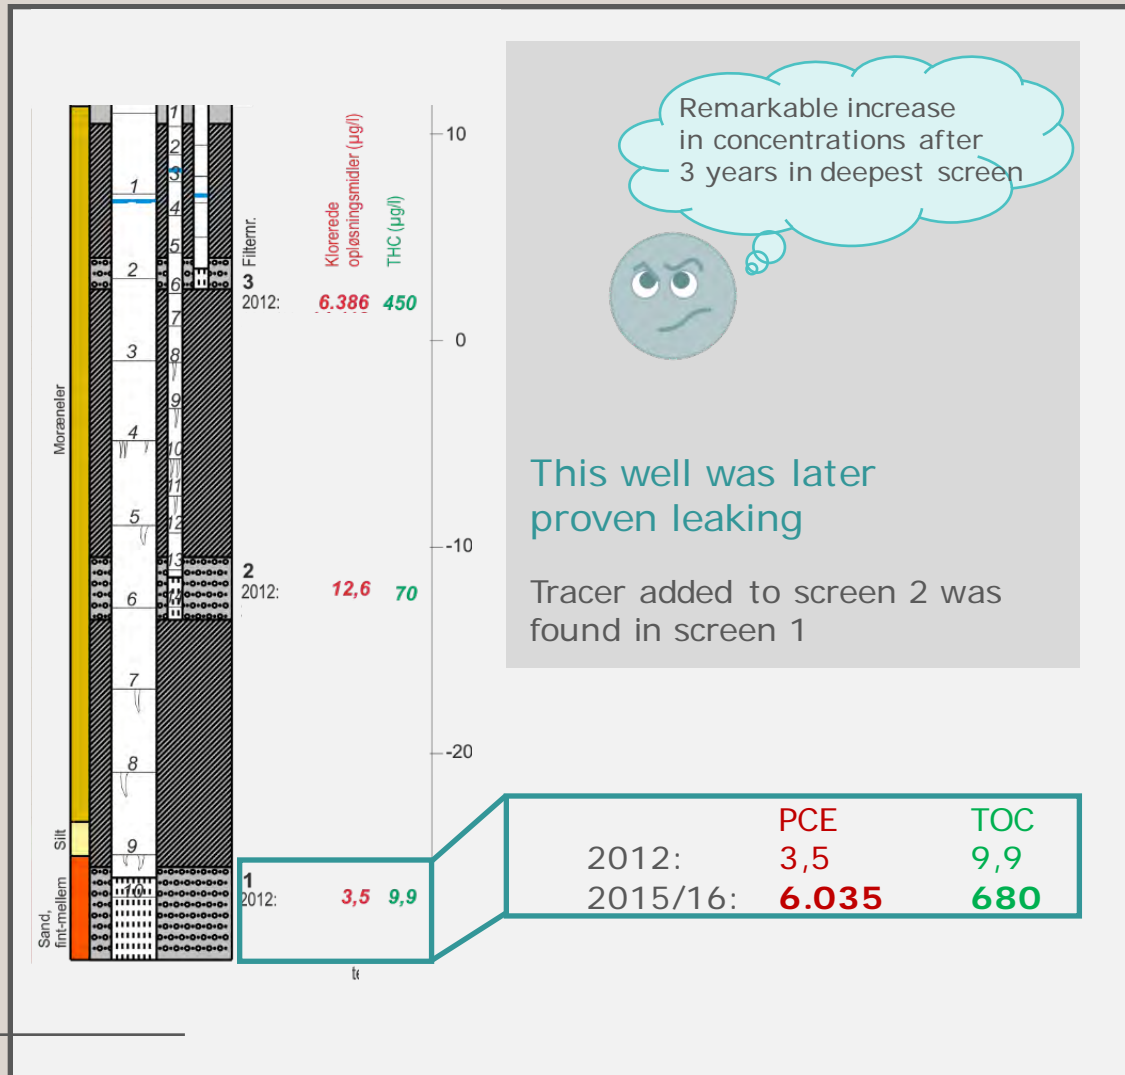 Remarkable increase
in concentrations after
3 years in deepest screen
This well was later
proven leaking
Tracer added to screen 2 was
found in screen 1
Filternr.
Klorerede
opløsningsmidler (µg/l)
THC (µg/l)
3
2012: 6.386 450
2
2012: 12,6 70
1
2012: 3,5 9,9
10
0
-10
-20
Moræneler
Silt
Sand,
fint-mellem
1
2
3
4
5
6
7
8
9
10
1
2
3
4
5
6
7
8
9
10
11
12
13
PCE TOC
2012: 3,5 9,9
2015/16: 6.035 680